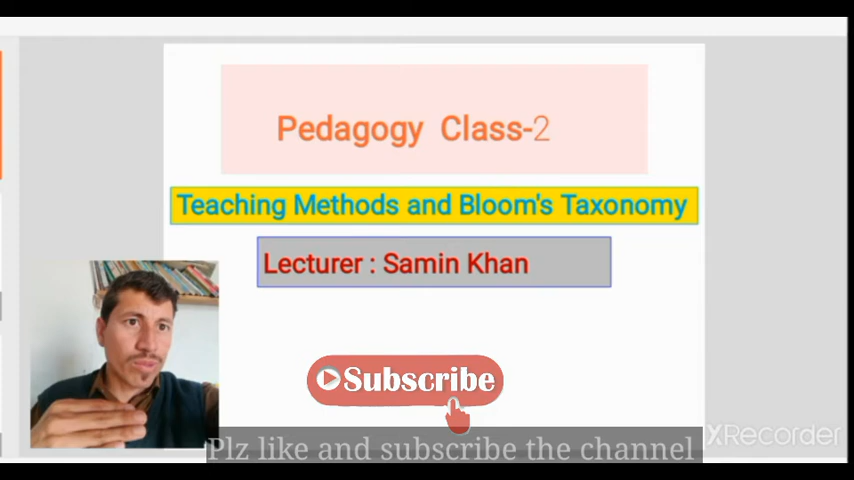 Pedagogy Class-2
Teaching Methods and Bloom's Taxonomy
Lecturer : Samin Khan
Subscribe
Plz like and subscribe the channel
XRecorder